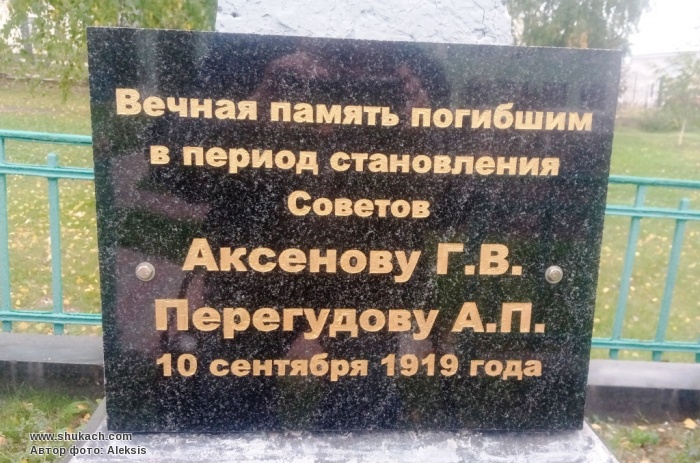 Вечная память погибшим
в период становления
Советов
Аксенову Г.В.
Перегудову А.П.
10 сентября 1919 года
www.shukach.com
Автор фото: Aleksis